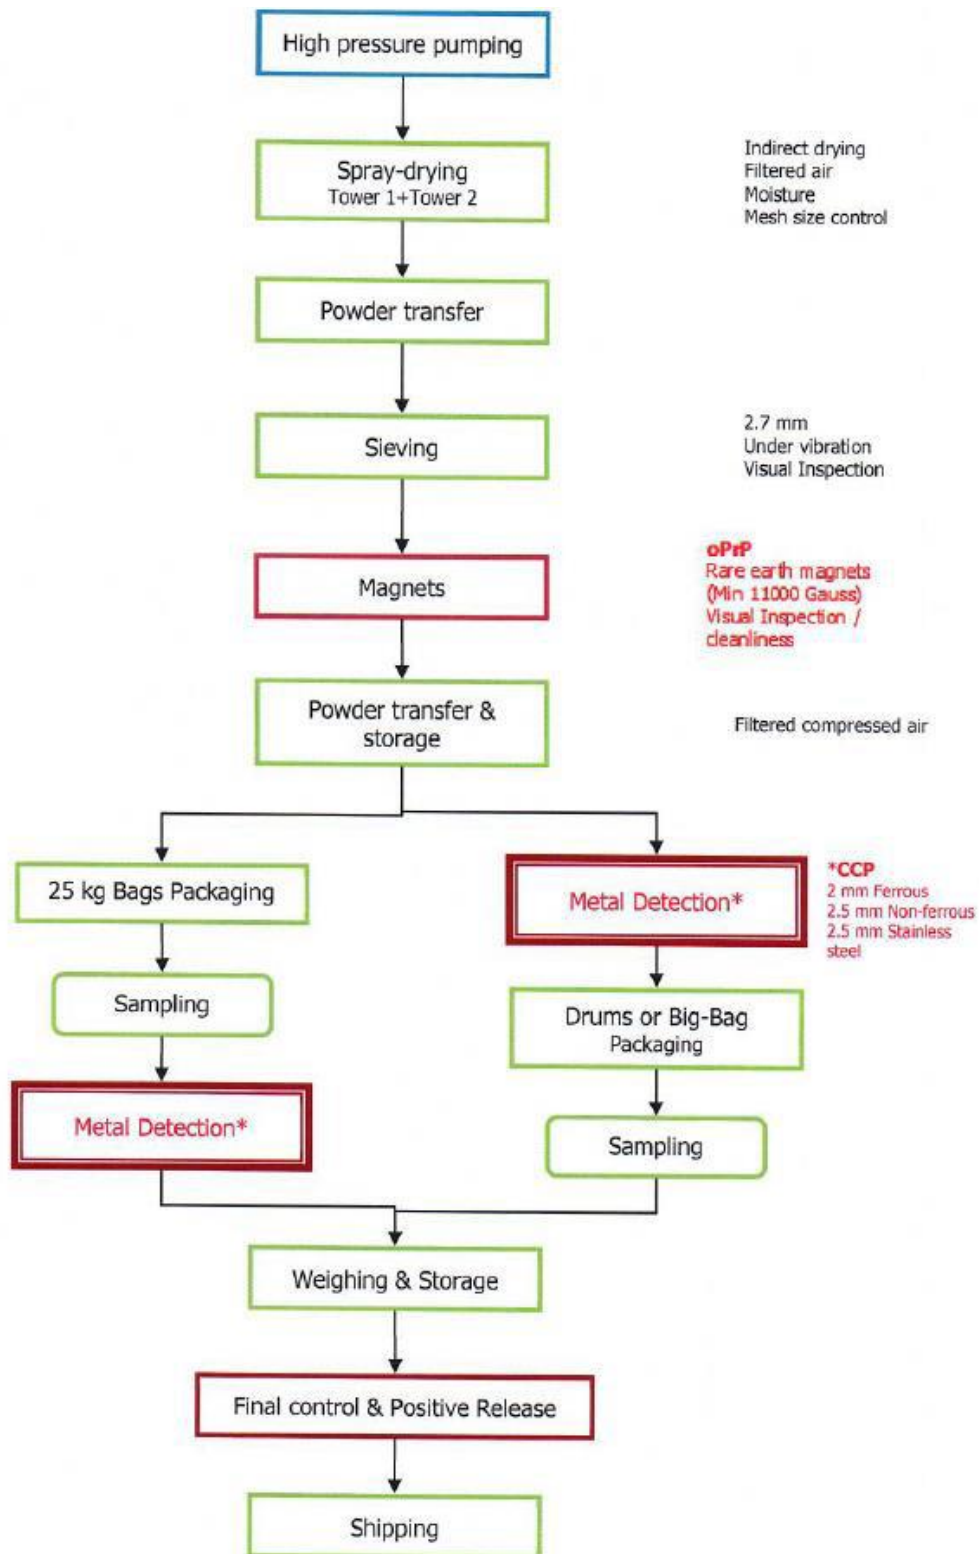 High pressure pumping
Spray-drying
Tower 1+Tower 2
Indirect drying
Filtered air
Moisture
Mesh size control
Powder transfer
Sieving
2.7 mm
Under vibration
Visual Inspection
Magnets
oPrP
Rare earth magnets
(Min 11000 Gauss)
Visual Inspection /
cleanliness
Powder transfer &
storage
Filtered compressed air
25 kg Bags Packaging
Metal Detection*
*CCP
2 mm Ferrous
2.5 mm Non-ferrous
2.5 mm Stainless
steel
Sampling
Drums or Big-Bag
Packaging
Metal Detection*
Sampling
Weighing & Storage
Final control & Positive Release
Shipping